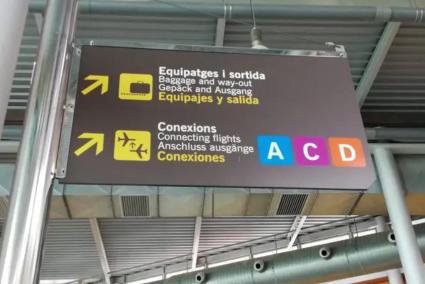 Equipatges i sortida
Baggage and way-out
Gepäck and Ausgang
Equipajes y salida
Conexions
Connecting flights
Anschluss ausgänge
Conexiones
A C D